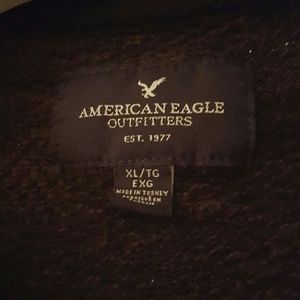 AMERICAN EAGLE
OUTFITTERS
EST. 1977
XL/TG
EXG
MADE IN TURKEY